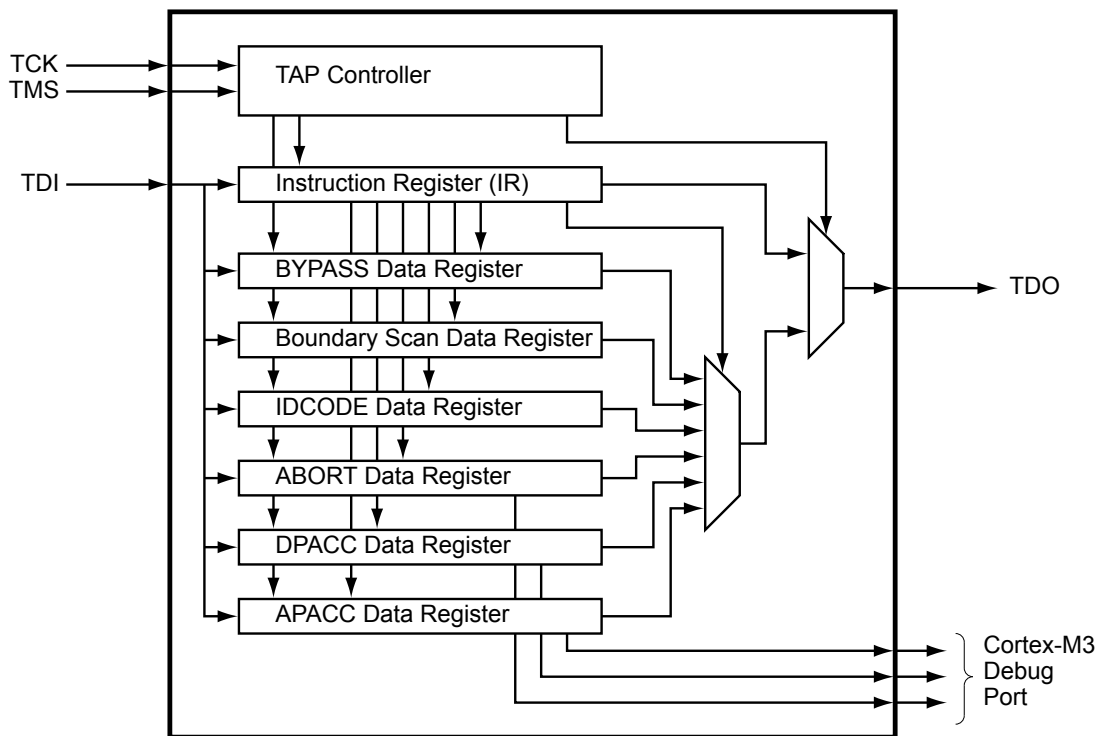 TCK
TMS
TAP Controller
TDI
Instruction Register (IR)
BYPASS Data Register
TDO
Boundary Scan Data Register
IDCODE Data Register
ABORT Data Register
DPACC Data Register
APACC Data Register
Cortex-M3
Debug
Port